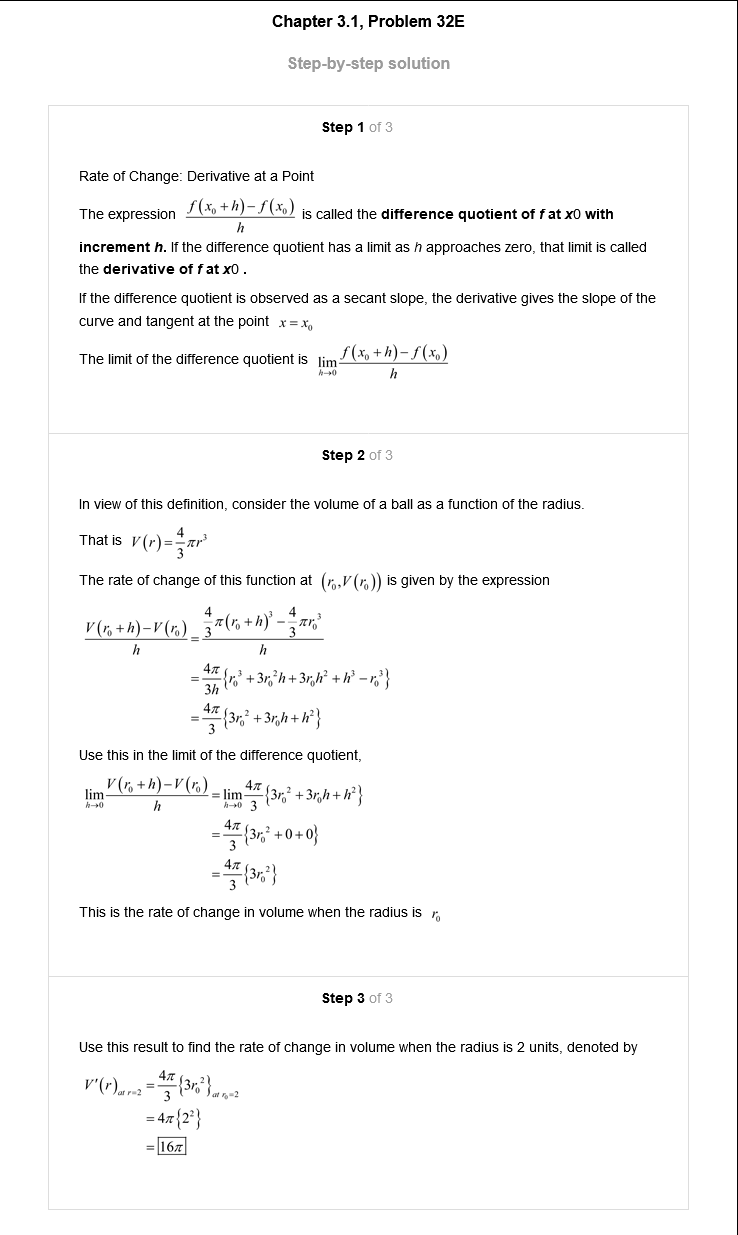 Chapter 3.1, Problem 32E
Step-by-step solution
Step 1 of 3
Rate of Change: Derivative at a Point
The expression \frac{f(x_0+h)-f(x_0)}{h} is called the difference quotient of f at x0 with
increment h. If the difference quotient has a limit as h approaches zero, that limit is called
the derivative of f at x0 .
If the difference quotient is observed as a secant slope, the derivative gives the slope of the
curve and tangent at the point x = x_0
The limit of the difference quotient is \lim_{h \to 0} \frac{f(x_0+h)-f(x_0)}{h}
Step 2 of 3
In view of this definition, consider the volume of a ball as a function of the radius.
That is V(r) = \frac{4}{3}\pi r^3
The rate of change of this function at (r_0, V(r_0)) is given by the expression
\frac{V(r_0+h)-V(r_0)}{h} = \frac{\frac{4}{3}\pi(r_0+h)^3 - \frac{4}{3}\pi r_0^3}{h}
= \frac{4\pi}{3h}\{r_0^3 + 3r_0^2h + 3r_0h^2 + h^3 - r_0^3\}
= \frac{4\pi}{3}\{3r_0^2 + 3r_0h + h^2\}
Use this in the limit of the difference quotient,
\lim_{h \to 0} \frac{V(r_0+h)-V(r_0)}{h} = \lim_{h \to 0} \frac{4\pi}{3}\{3r_0^2 + 3r_0h + h^2\}
= \frac{4\pi}{3}\{3r_0^2 + 0 + 0\}
= \frac{4\pi}{3}\{3r_0^2\}
This is the rate of change in volume when the radius is r_0
Step 3 of 3
Use this result to find the rate of change in volume when the radius is 2 units, denoted by
V'(r)_{at r=2} = \frac{4\pi}{3}\{3r_0^2\}_{at r_0=2}
= 4\pi\{2^2\}
= \boxed{16\pi}